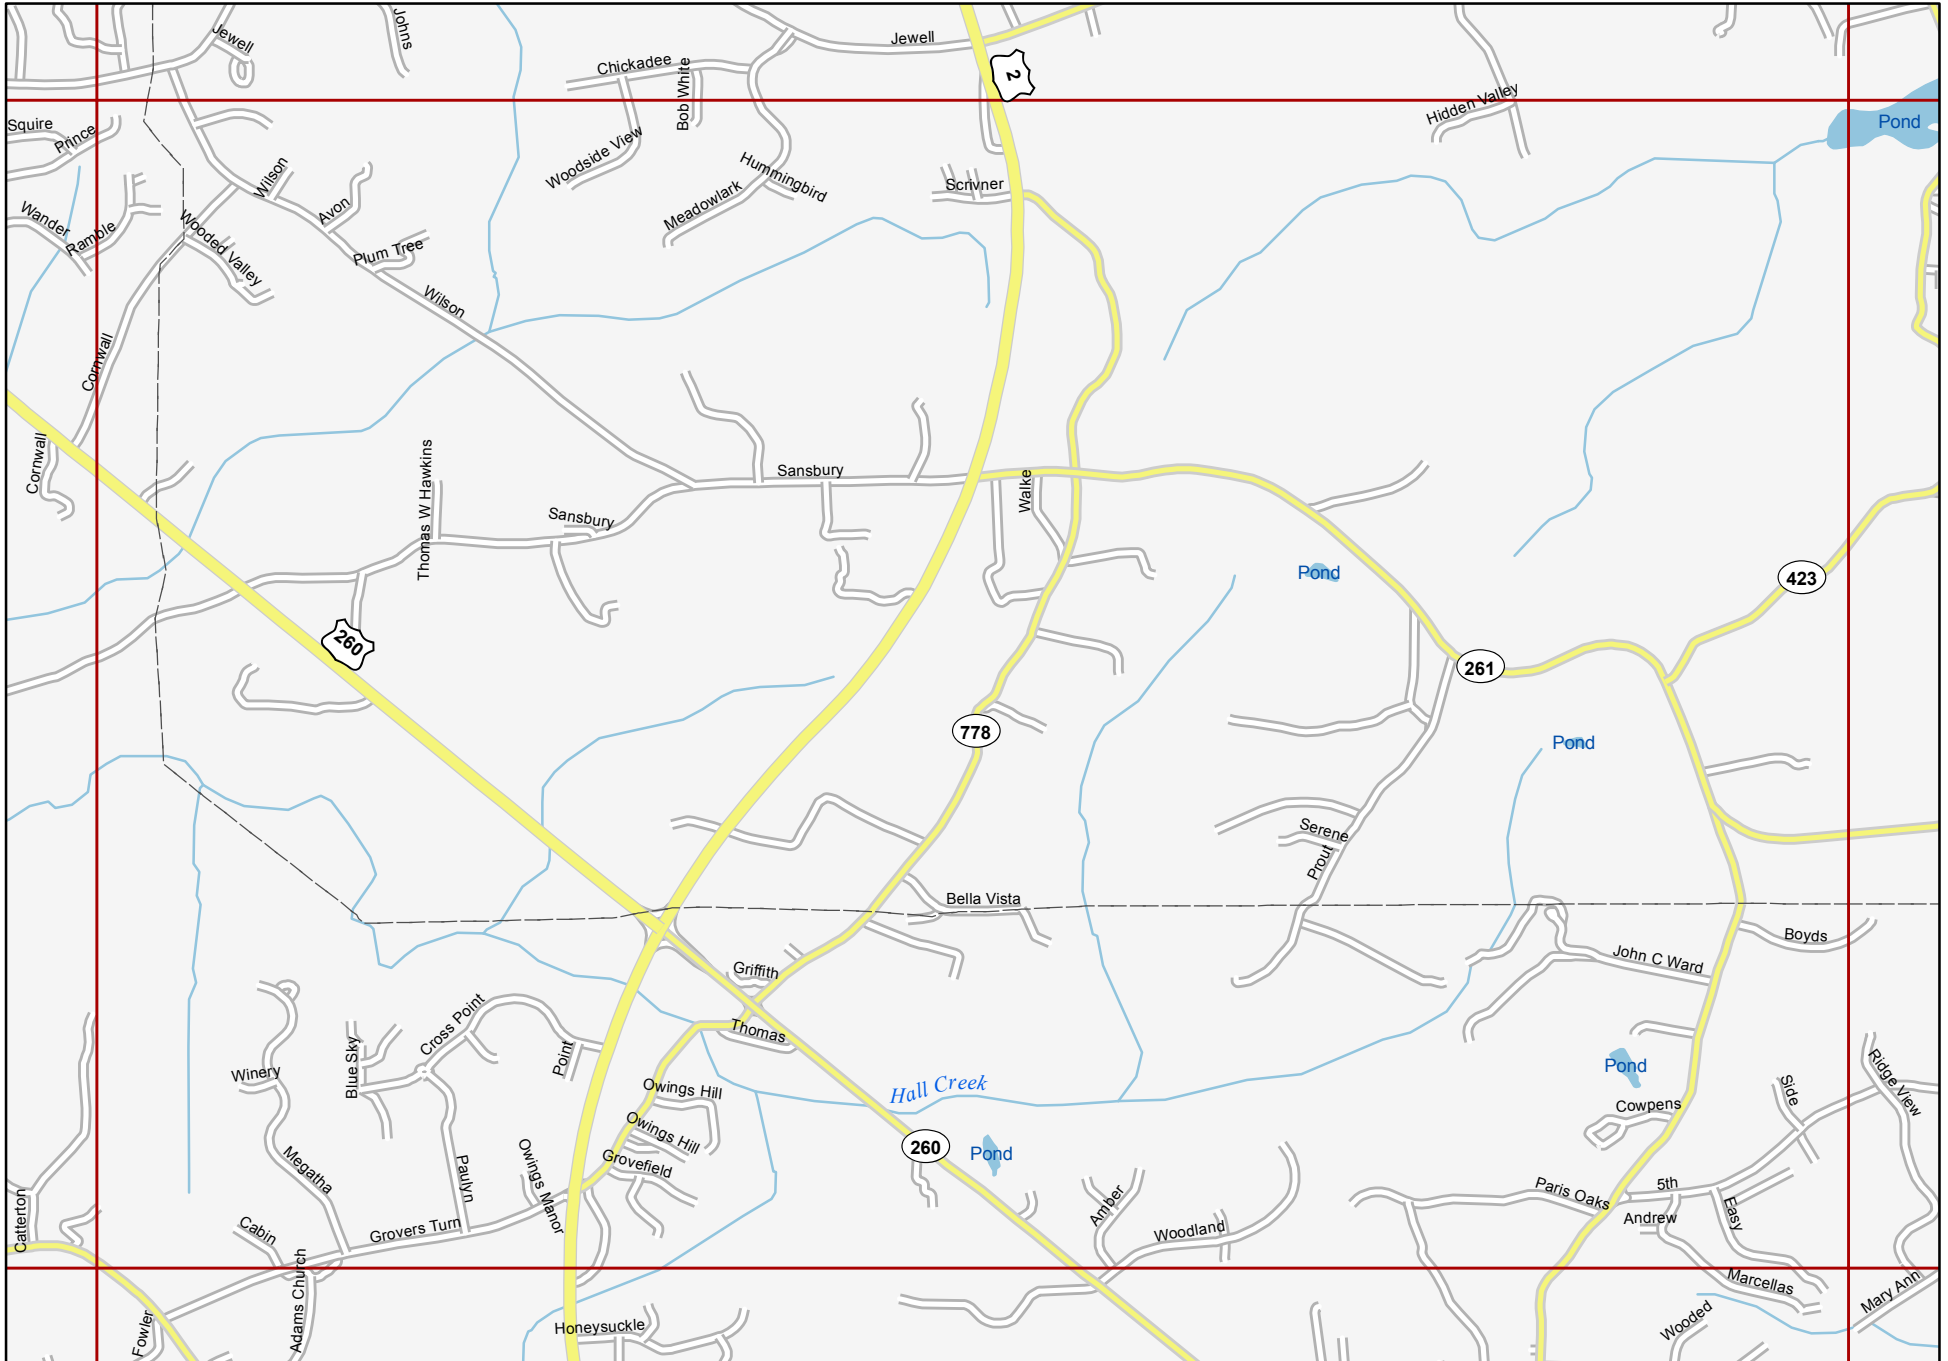 Johns
Jewell
Jewell
Chickadee
Bob White
2
Hidden Valley
Pond
Squire
Prince
Woodside View
Hummingbird
Meadowlark
Scrivner
Wilson
Avon
Wander
Ramble
Wooded Valley
Plum Tree
Wilson
Cornwall
Cornwall
Thomas W Hawkins
Sansbury
Sansbury
Walke
Pond
423
260
261
778
Pond
Serene
Prout
Bella Vista
Boyds
John C Ward
Griffith
Thomas
Cross Point
Point
Blue Sky
Winery
Owings Hill
Owings Hill
Hall Creek
Pond
Cowpens
Side
Ridge View
260
Pond
Grovefield
Owings Manor
Paulyn
Megatha
Catterton
Cabin
Grovers Turn
Adams Church
Fowler
Amber
Woodland
Paris Oaks
5th
Andrew
Easy
Marcellas
Mary Ann
Wooded
Honeysuckle